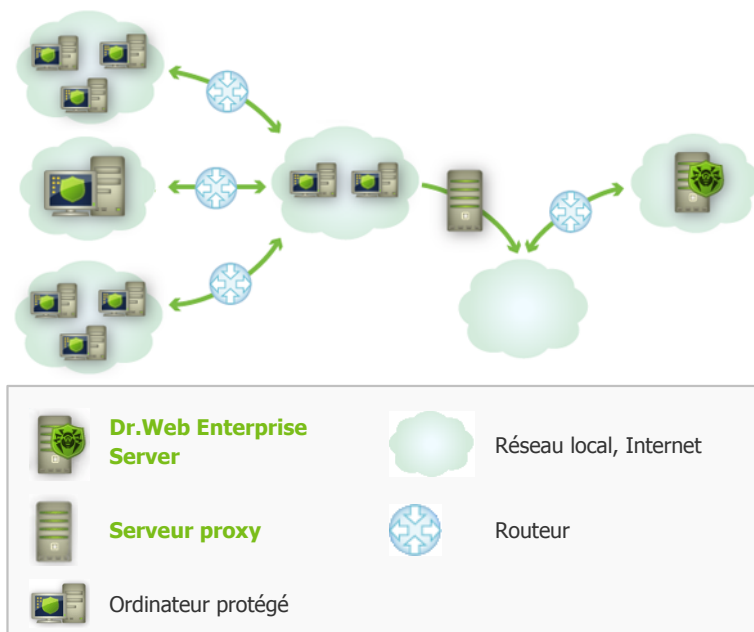 Dr.Web Enterprise
Server
Réseau local, Internet
Serveur proxy
Routeur
Ordinateur protégé